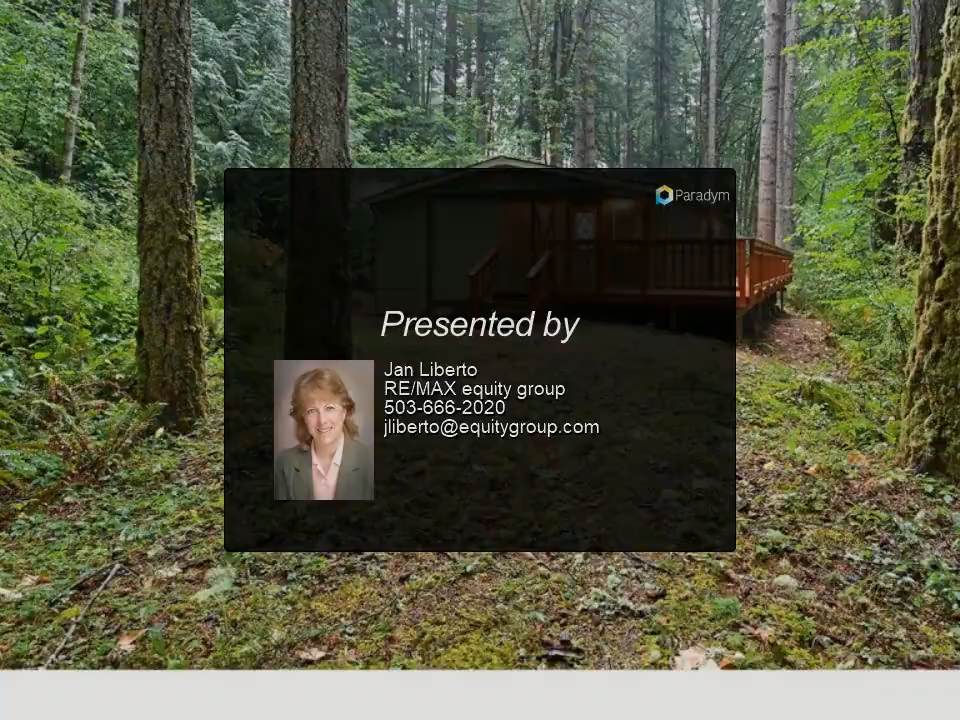 Paradym
Presented by
Jan Liberto
RE/MAX equity group
503-666-2020
jliberto@equitygroup.com